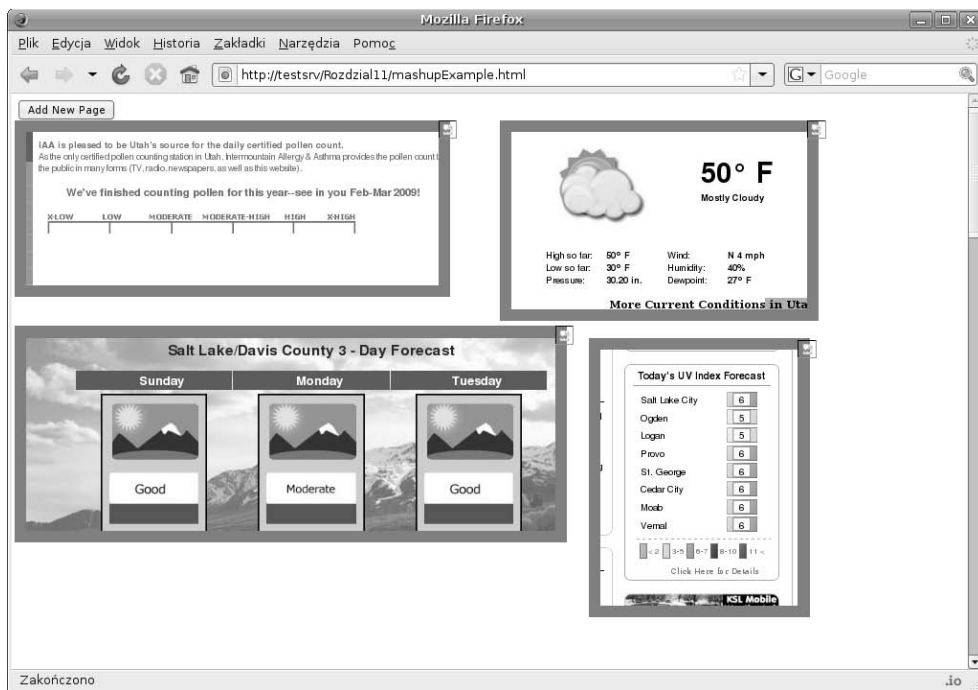 Mozilla Firefox
Plik Edycja Widok Historia Zakładki Narzędzia Pomoc
http://testsrv/Rozdzial11/mashupExample.html
G Google
Add New Page
IAA is pleased to be Utah's source for the daily certified pollen count.
As the only certified pollen counting station in Utah, Intermountain Allergy & Asthma provides the pollen count
the public in many forms (TV, radio, newspapers, as well as this website).
We've finished counting pollen for this year--see in you Feb-Mar 2009!
X-LOW LOW MODERATE MODERATE-HIGH HIGH X-HIGH
50° F
Mostly Cloudy
High so far: 50° F Wind: N 4 mph
Low so far: 30° F Humidity: 40%
Pressure: 30.20 in. Dewpoint: 27° F
More Current Conditions in Uta
Salt Lake/Davis County 3 - Day Forecast
Sunday Monday Tuesday
Good Moderate Good
Today's UV Index Forecast
Salt Lake City 6
Ogden 5
Logan 5
Provo 6
St. George 6
Cedar City 6
Moab 6
Vernal 6
< 2 3-5 6-7 8-10 11 <
Click Here for Details
KSL Mobile
Zakończono
.io